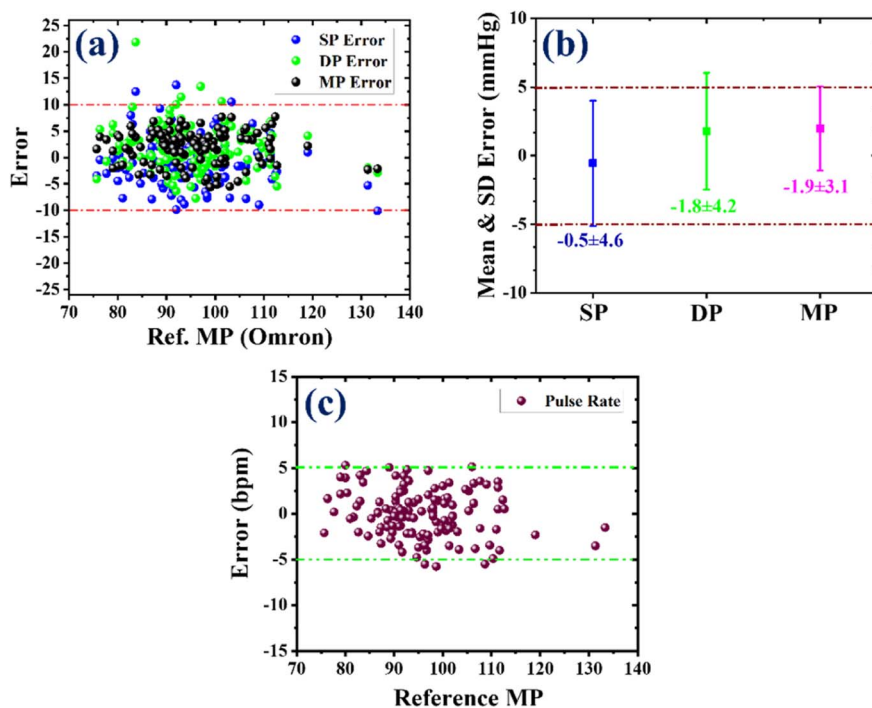 (a)
SP Error
DP Error
MP Error
25
20
15
10
5
0
-5
-10
-15
-20
-25
Error
70 80 90 100 110 120 130 140
Ref. MP (Omron)
(b)
10
5
0
-5
-10
Mean & SD Error (mmHg)
-0.5±4.6
-1.8±4.2
-1.9±3.1
SP DP MP
(c)
Pulse Rate
15
10
5
0
-5
-10
-15
Error (bpm)
70 80 90 100 110 120 130 140
Reference MP